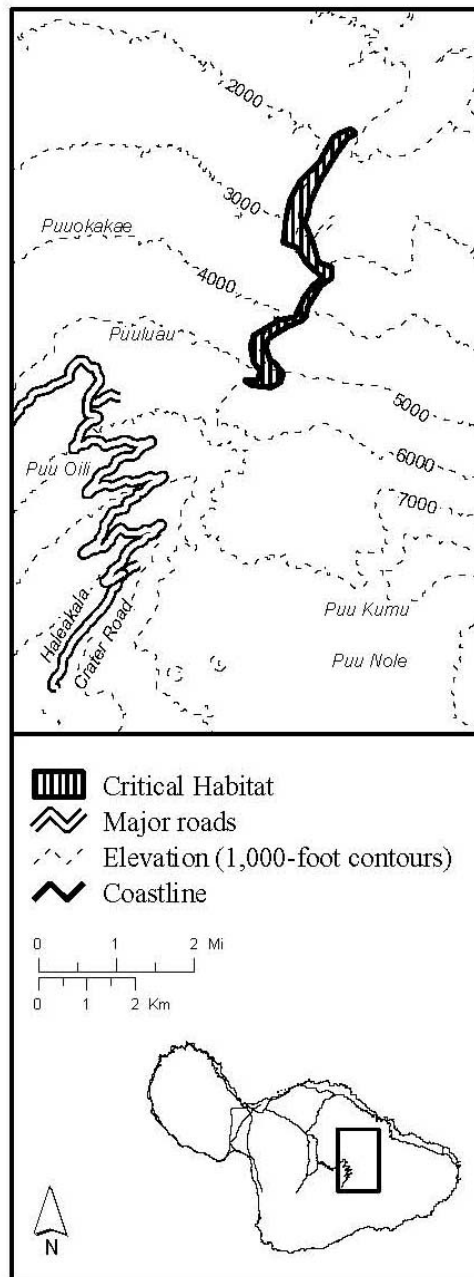 2000
3000
Puuokakae
4000
Puuluau
5000
6000
Puu Oili
7000
Haleakala
Crater Road
Puu Kumu
Puu Nole
Critical Habitat
Major roads
Elevation (1,000-foot contours)
Coastline
0 1 2 Mi
0 1 2 Km
N